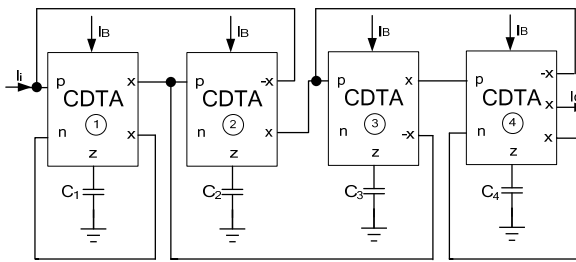 IB IB IB IB
Ii p x p -x p x p -x
CDTA CDTA CDTA CDTA x IO
1 2 3 4
n x n x n -x n x
z z z z
C1 C2 C3 C4